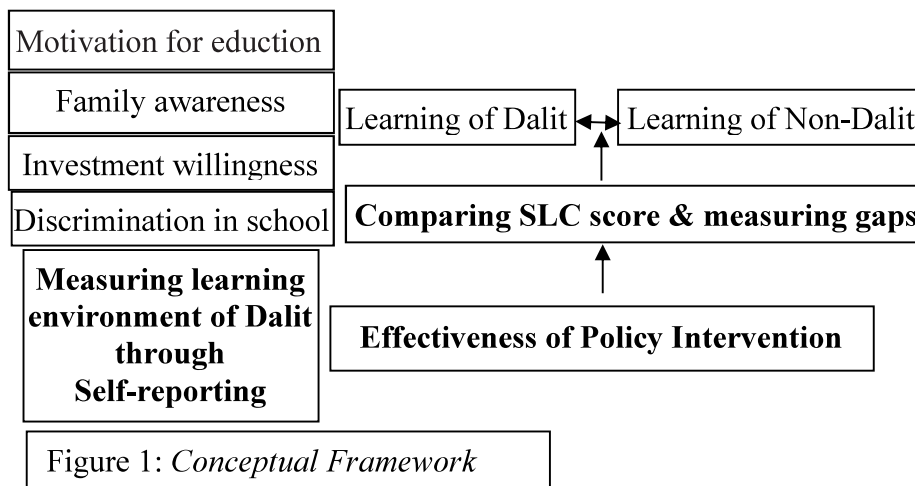 Motivation for eduction
Family awareness
Investment willingness
Discrimination in school
Measuring learning
environment of Dalit
through
Self-reporting
Learning of Dalit
Learning of Non-Dalit
Comparing SLC score & measuring gaps
Effectiveness of Policy Intervention
Figure 1: Conceptual Framework